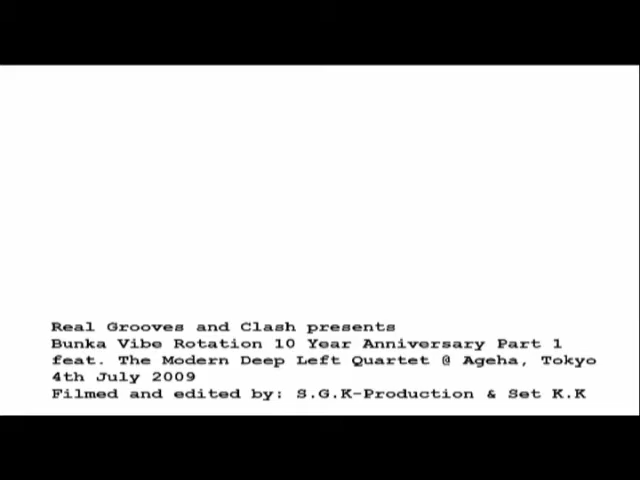 Real Grooves and Clash presents
Bunka Vibe Rotation 10 Year Anniversary Part 1
feat. The Modern Deep Left Quartet @ Ageha, Tokyo
4th July 2009
Filmed and edited by: S.G.K-Production & Set K.K